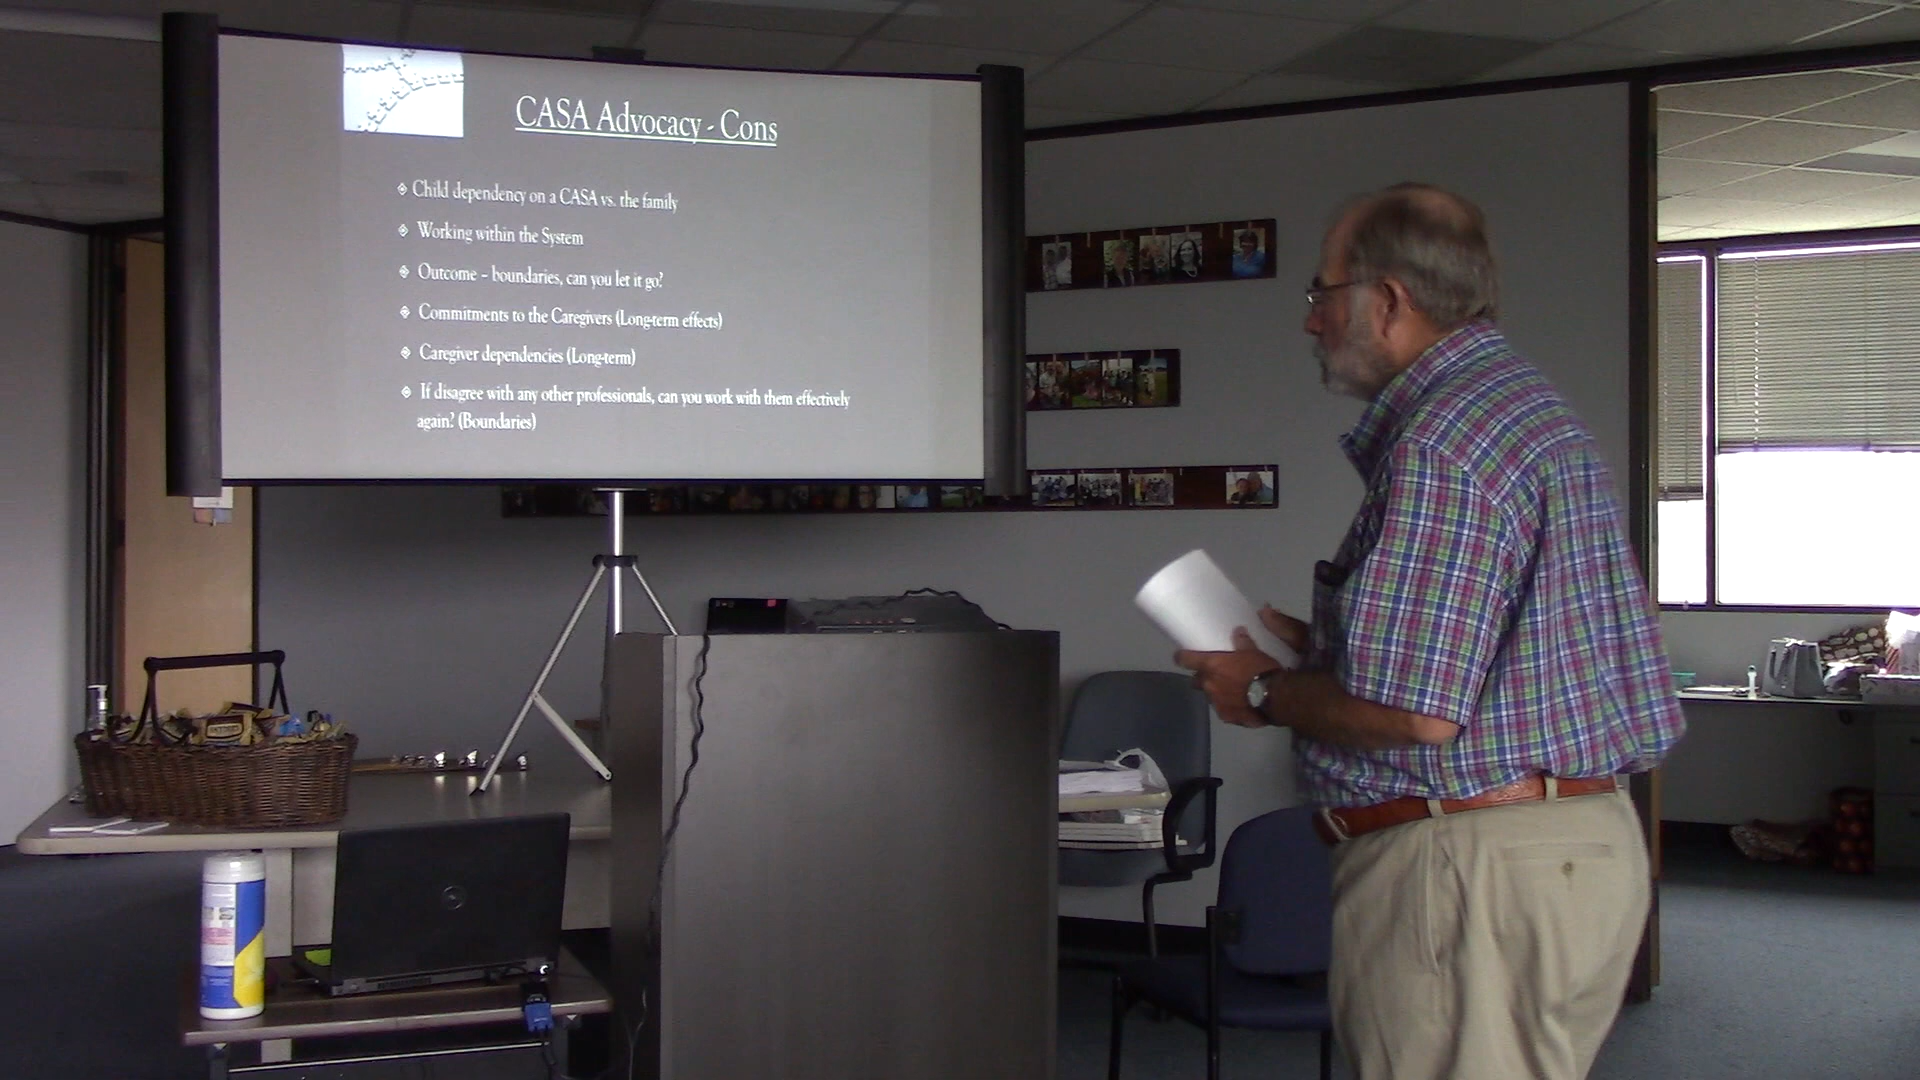 CASA Advocacy - Cons
Child dependency on a CASA vs. the family
Working within the System
Outcome – boundaries, can you let it go?
Commitments to the Caregivers (Long-term effects)
Caregiver dependencies (Long-term)
If disagree with any other professionals, can you work with them effectively
again? (Boundaries)